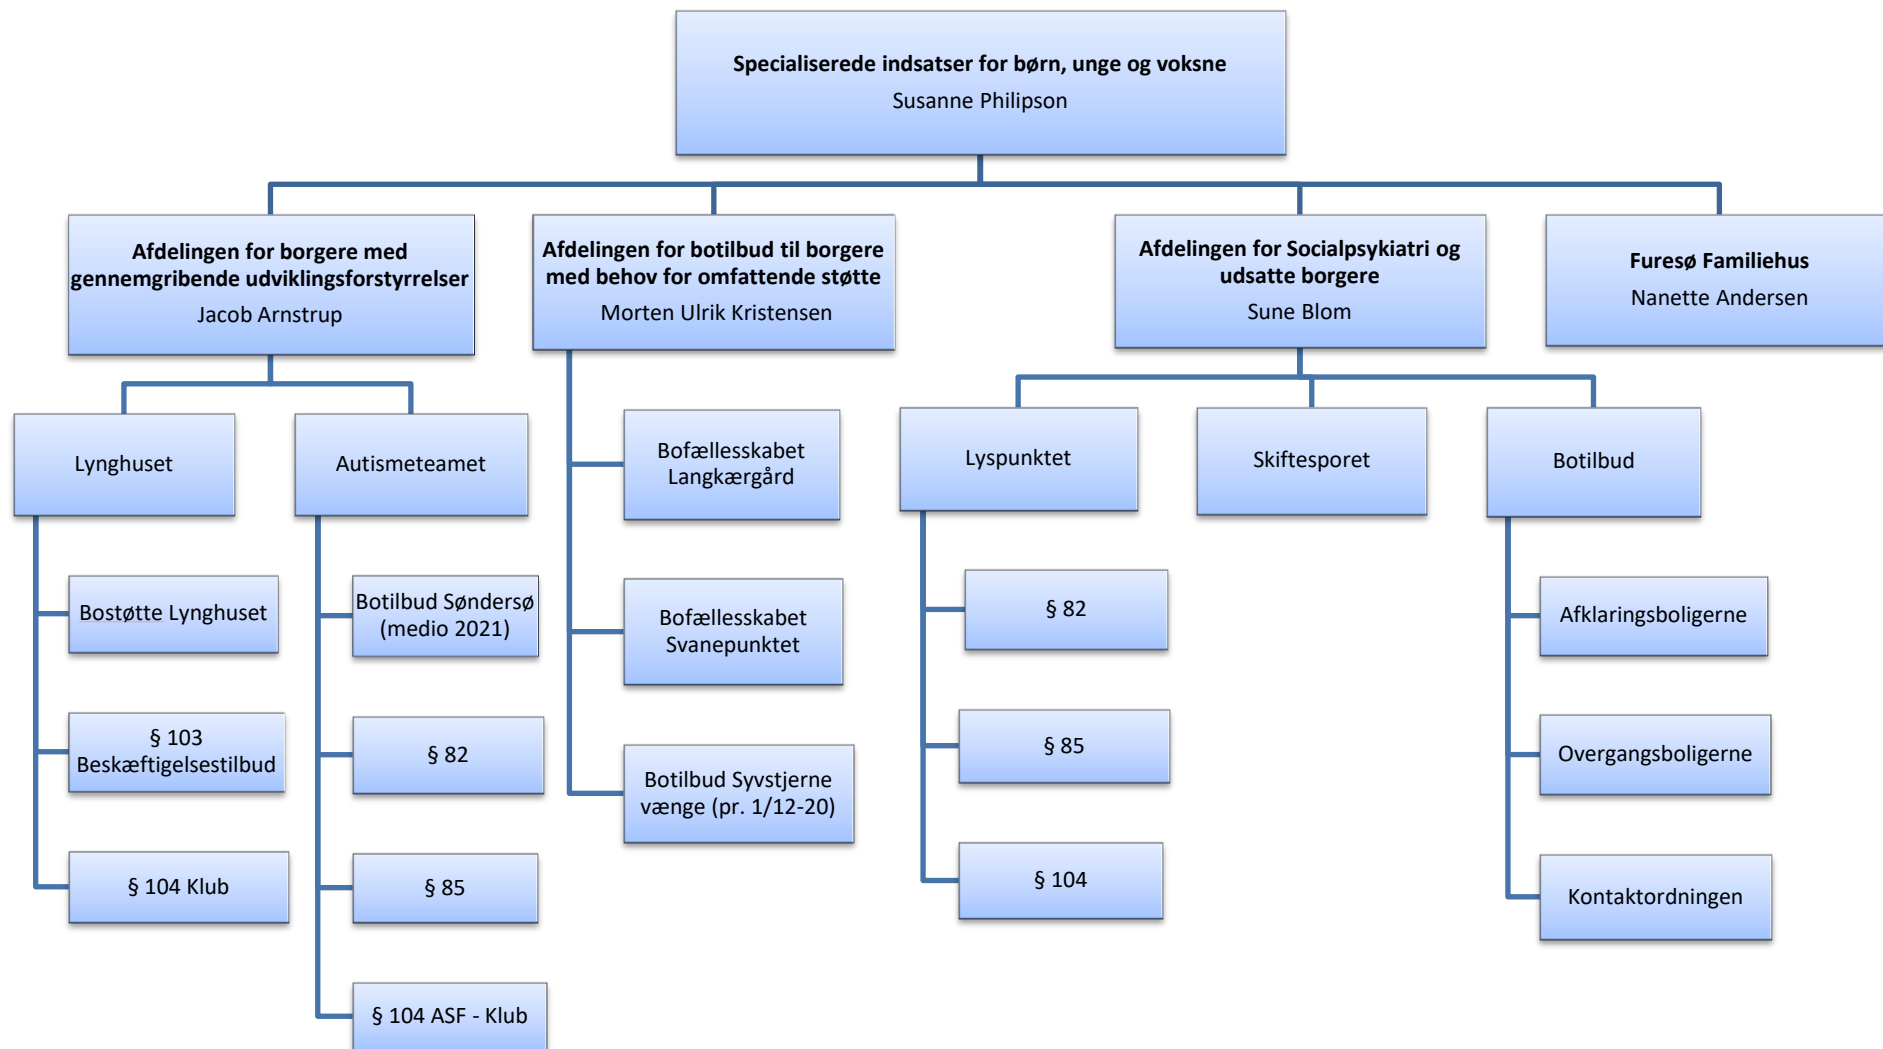 Specialiserede indsatser for børn, unge og voksne
Susanne Philipson
Afdelingen for borgere med
gennemgribende udviklingsforstyrrelser
Jacob Arnstrup
Afdelingen for botilbud til borgere
med behov for omfattende støtte
Morten Ulrik Kristensen
Afdelingen for Socialpsykiatri og
udsatte borgere
Sune Blom
Furesø Familiehus
Nanette Andersen
Lynghuset
Bostøtte Lynghuset
§ 103
Beskæftigelsestilbud
§ 104 Klub
Autismeteamet
Botilbud Søndersø
(medio 2021)
§ 82
§ 85
§ 104 ASF - Klub
Bofællesskabet
Langkærgård
Bofællesskabet
Svanepunktet
Botilbud Syvstjerne
vænge (pr. 1/12-20)
Lyspunktet
§ 82
§ 85
§ 104
Skiftesporet
Botilbud
Afklaringsboligerne
Overgangsboligerne
Kontaktordningen